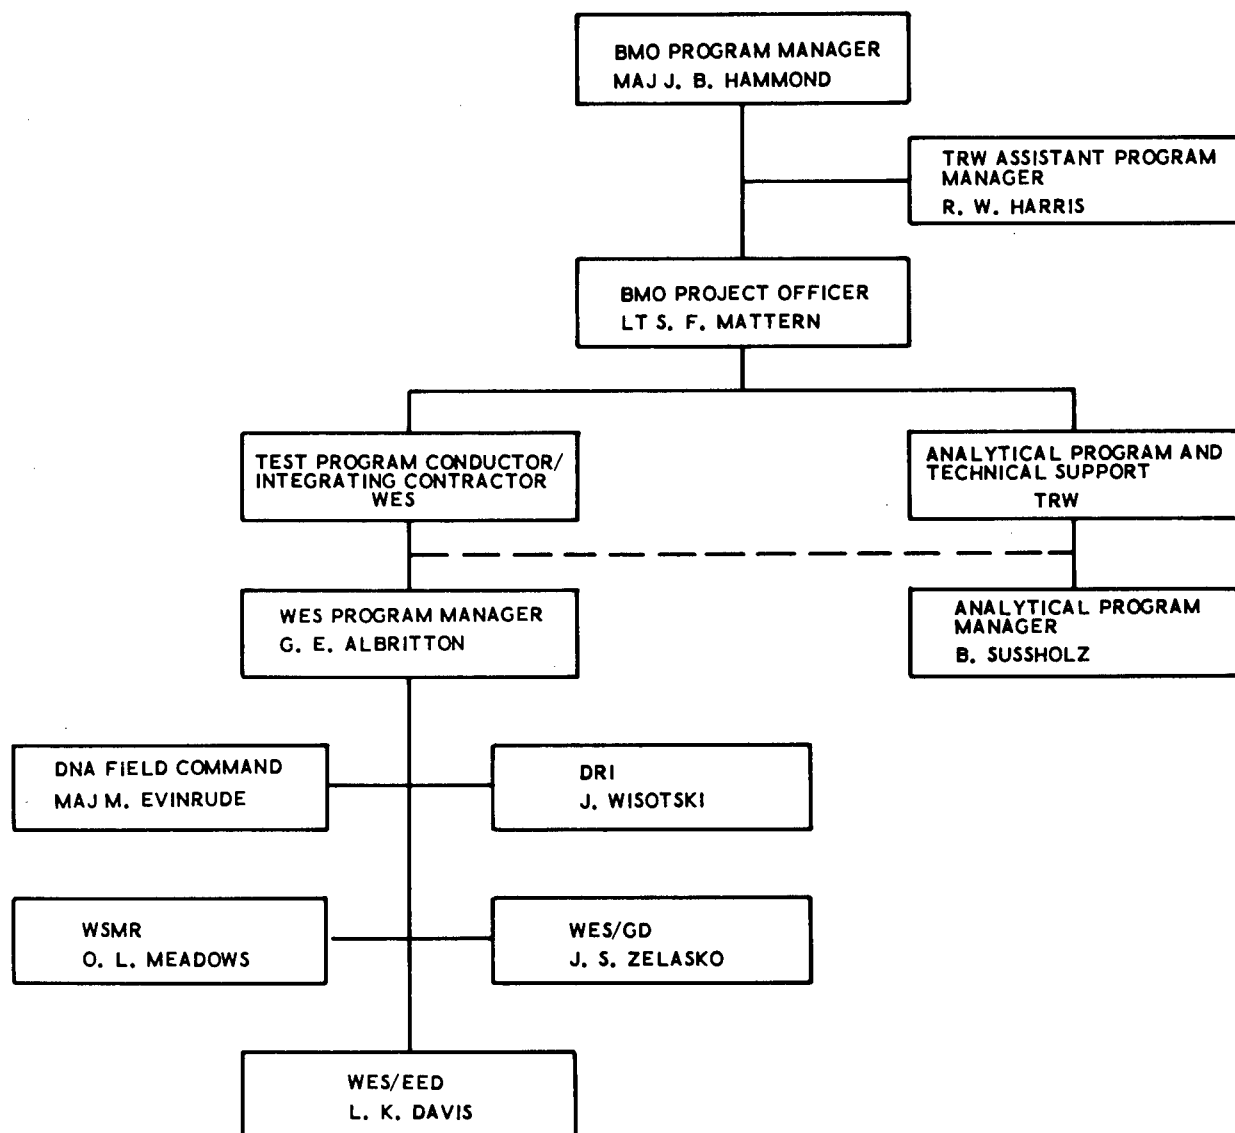 BMO PROGRAM MANAGER
MAJ J. B. HAMMOND
TRW ASSISTANT PROGRAM
MANAGER
R. W. HARRIS
BMO PROJECT OFFICER
LT S. F. MATTERN
TEST PROGRAM CONDUCTOR/
INTEGRATING CONTRACTOR
WES
ANALYTICAL PROGRAM AND
TECHNICAL SUPPORT
TRW
WES PROGRAM MANAGER
G. E. ALBRITTON
ANALYTICAL PROGRAM
MANAGER
B. SUSSHOLZ
DNA FIELD COMMAND
MAJ M. EVINRUDE
DRI
J. WISOTSKI
WSMR
O. L. MEADOWS
WES/GD
J. S. ZELASKO
WES/EED
L. K. DAVIS